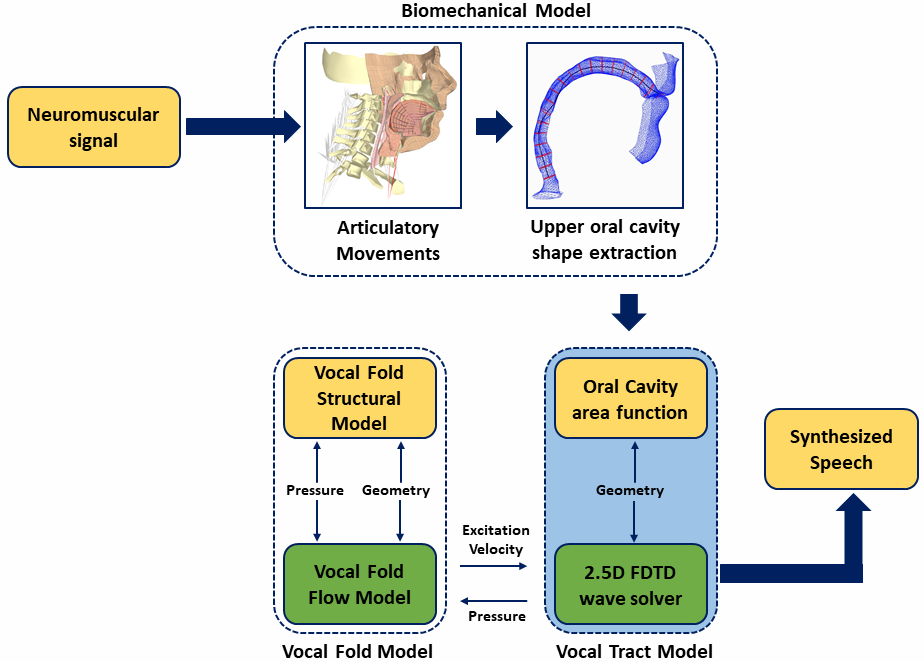 Biomechanical Model
Neuromuscular
signal
Articulatory
Movements
Upper oral cavity
shape extraction
Vocal Fold
Structural
Model
Pressure
Geometry
Vocal Fold
Flow Model
Vocal Fold Model
Excitation
Velocity
Pressure
Oral Cavity
area function
Geometry
2.5D FDTD
wave solver
Vocal Tract Model
Synthesized
Speech